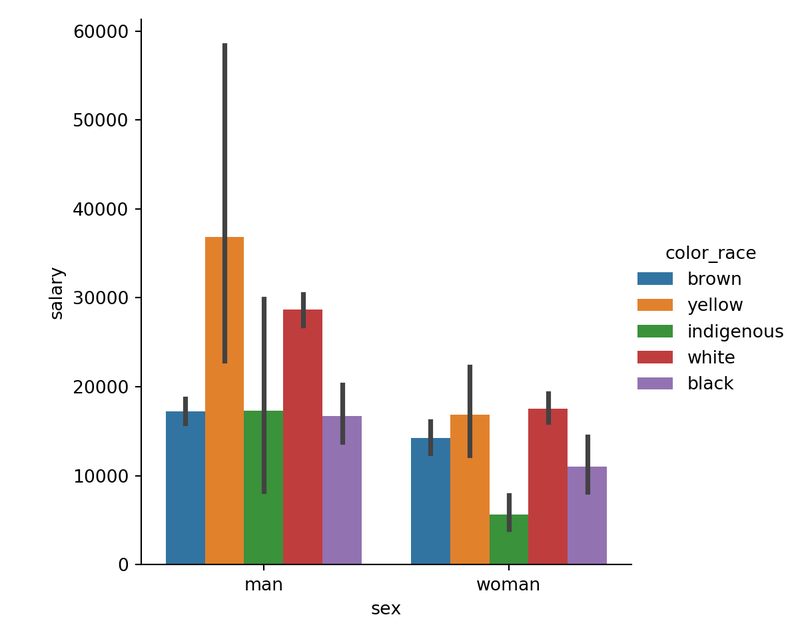 60000
50000
40000
30000
20000
10000
0
salary
man
woman
sex
color_race
brown
yellow
indigenous
white
black